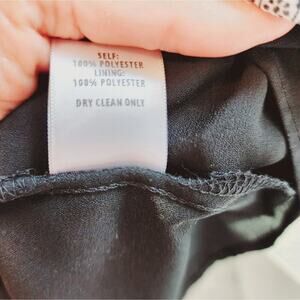 SELF:
100% POLYESTER
LINING:
100% POLYESTER
DRY CLEAN ONLY